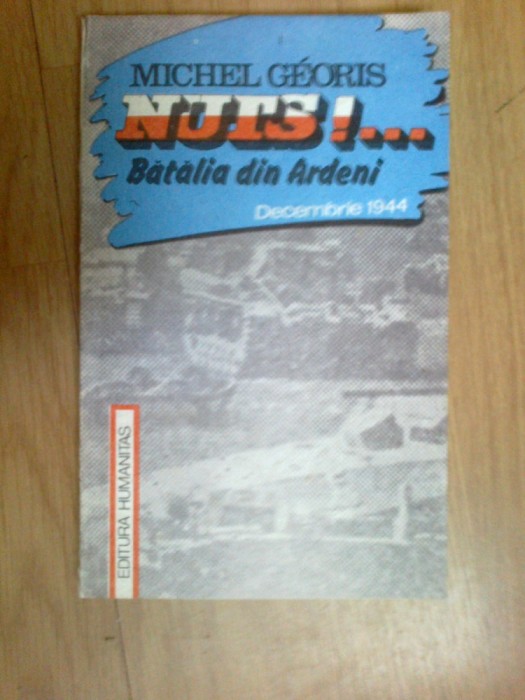 MICHEL GÉORIS
NUTS!...
Bătălia din Ardeni
Decembrie 1944
EDITURA HUMANITAS